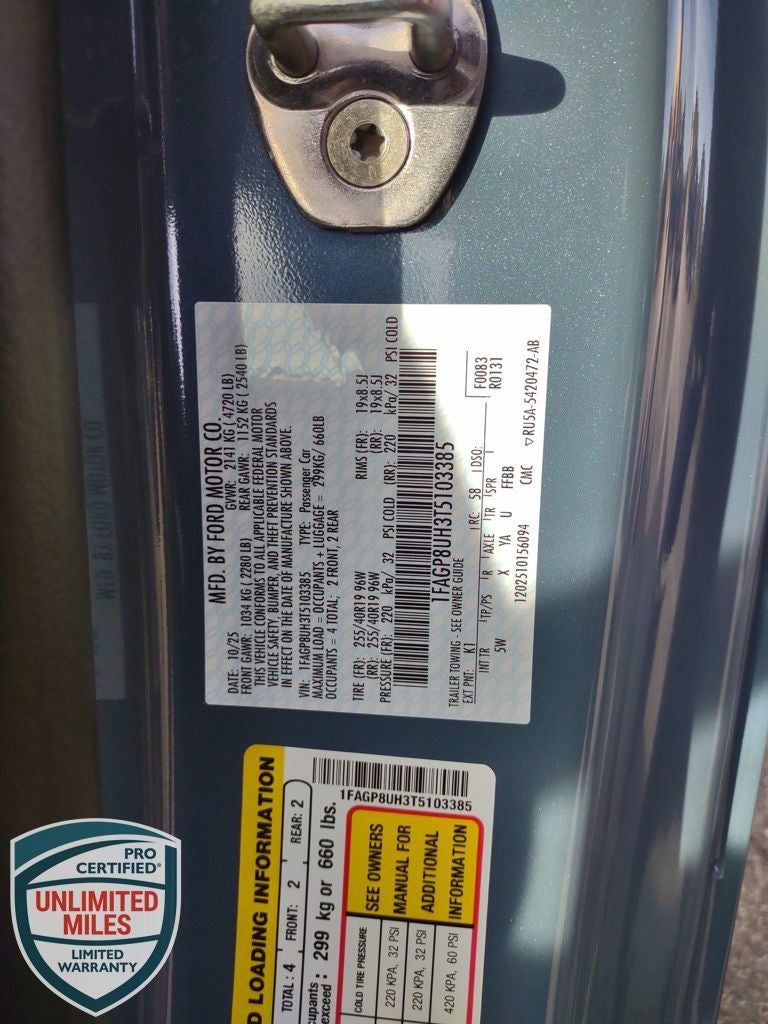 MFD. BY FORD MOTOR CO.
DATE: 10/25 GVWR: 2141 KG ( 4720 LB)
FRONT GAWR: 1034 KG ( 2280 LB) REAR GAWR: 1152 KG ( 2540 LB)
THIS VEHICLE CONFORMS TO ALL APPLICABLE FEDERAL MOTOR
VEHICLE SAFETY, BUMPER, AND THEFT PREVENTION STANDARDS
IN EFFECT ON THE DATE OF MANUFACTURE SHOWN ABOVE.
VIN: 1FAGP8UH3T5103385 TYPE: Passenger Car
MAXIMUM LOAD = OCCUPANTS + LUGGAGE = 299KG/ 660LB
OCCUPANTS = 4 TOTAL; 2 FRONT, 2 REAR
TIRE (FR): 255/40R19 96W RIMS (FR): 19x8.5J
(RR): 255/40R19 96W (RR): 19x8.5J
PRESSURE (FR): 220 kPa/ 32 PSI COLD (RR): 220 kPa/ 32 PSI COLD
1FAGP8UH3T5103385
TRAILER TOWING - SEE OWNER GUIDE
EXT PNT: K1 RC: 58 DSO: F0083
INT TR TP/PS R AXLE TR SPR R0131
5W X YA U FFBB
1202510156094 CMC ▽RU5A-5420472-AB
D LOADING INFORMATION
TOTAL: 4 FRONT: 2 REAR: 2
cupants
exceed : 299 kg or 660 lbs.
1FAGP8UH3T5103385
COLD TIRE PRESSURE
220 KPA, 32 PSI
220 KPA, 32 PSI
420 KPA, 60 PSI
SEE OWNERS
MANUAL FOR
ADDITIONAL
INFORMATION
PRO
CERTIFIED®
UNLIMITED
MILES
LIMITED
WARRANTY